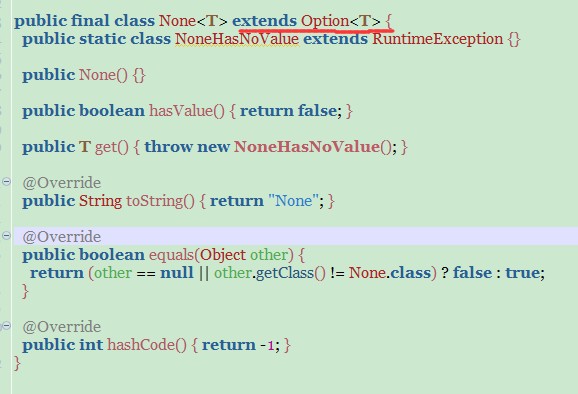 public final class None<T> extends Option<T> {
public static class NoneHasNoValue extends RuntimeException {}
public None() {}
public boolean hasValue() { return false; }
public T get() { throw new NoneHasNoValue(); }
@Override
public String toString() { return "None"; }
@Override
public boolean equals(Object other) {
return (other == null || other.getClass() != None.class) ? false : true;
}
@Override
public int hashCode() { return -1; }
}